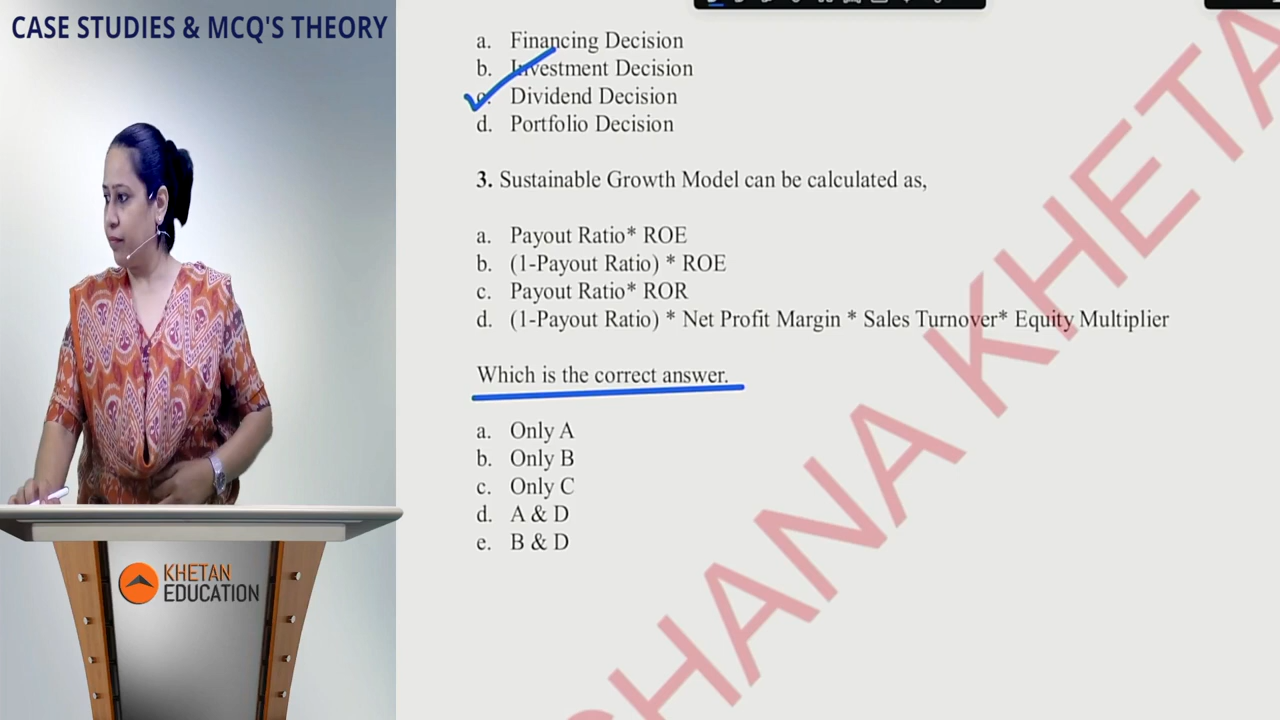 CASE STUDIES & MCQ'S THEORY
a. Financing Decision
b. Investment Decision
c. Dividend Decision
d. Portfolio Decision
3. Sustainable Growth Model can be calculated as,
a. Payout Ratio* ROE
b. (1-Payout Ratio) * ROE
c. Payout Ratio* ROR
d. (1-Payout Ratio) * Net Profit Margin * Sales Turnover* Equity Multiplier
Which is the correct answer.
a. Only A
b. Only B
c. Only C
d. A & D
e. B & D
KHETAN
EDUCATION
HANA KHETA